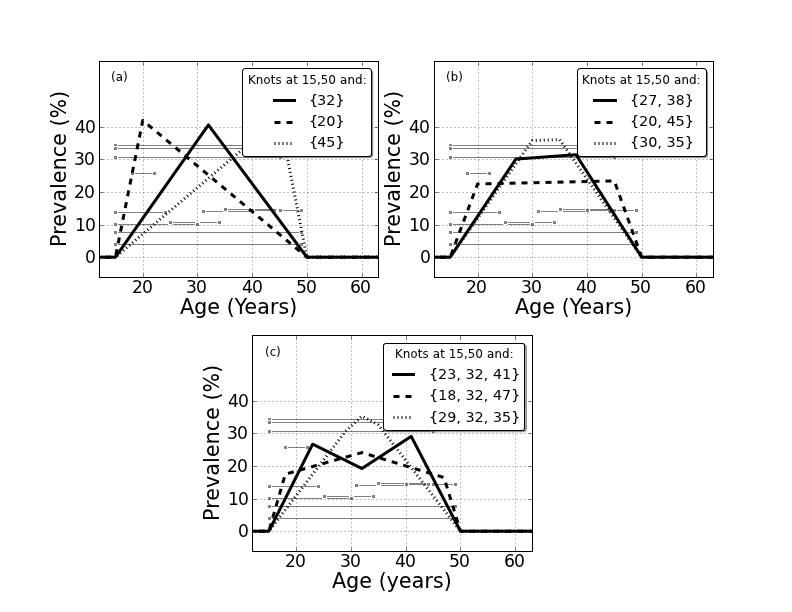 (a)
Knots at 15,50 and:
{32}
{20}
{45}
Prevalence (%)
40
30
20
10
0
20 30 40 50 60
Age (Years)
(b)
Knots at 15,50 and:
{27, 38}
{20, 45}
{30, 35}
Prevalence (%)
40
30
20
10
0
20 30 40 50 60
Age (Years)
(c)
Knots at 15,50 and:
{23, 32, 41}
{18, 32, 47}
{29, 32, 35}
Prevalence (%)
40
30
20
10
0
20 30 40 50 60
Age (years)